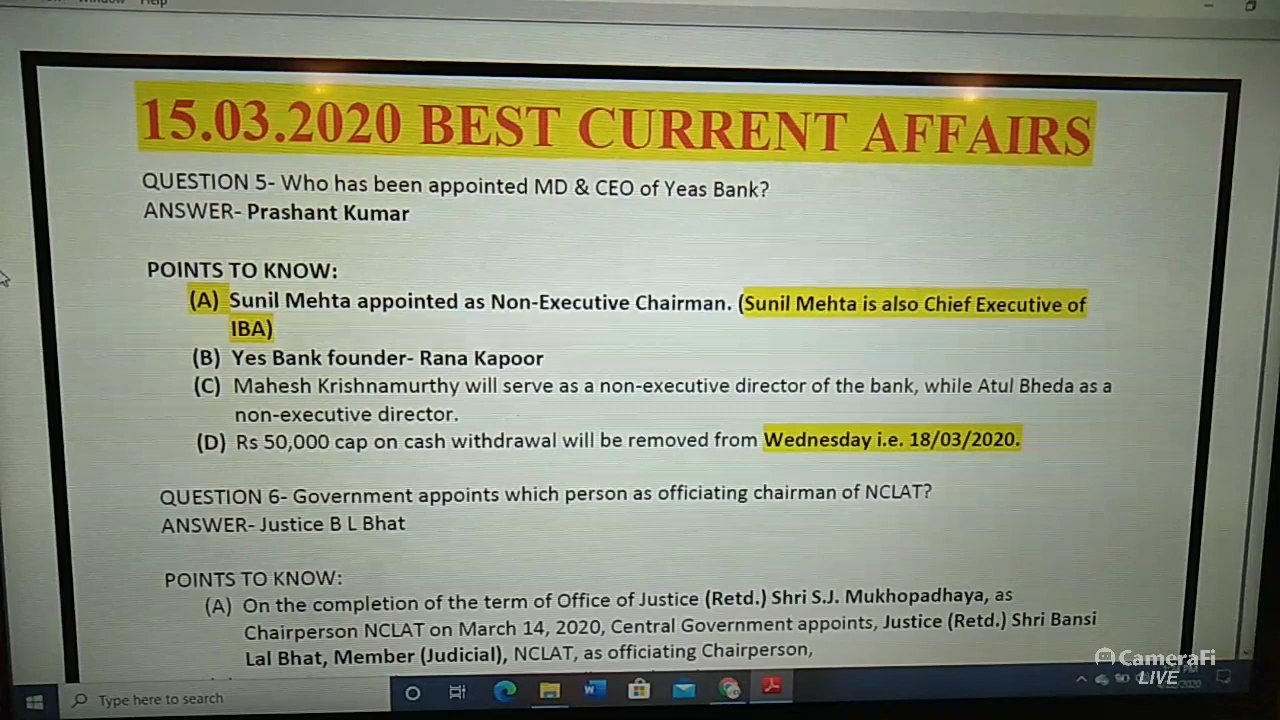 Help
15.03.2020 BEST CURRENT AFFAIRS
QUESTION 5- Who has been appointed MD & CEO of Yeas Bank?
ANSWER- Prashant Kumar
POINTS TO KNOW:
(A) Sunil Mehta appointed as Non-Executive Chairman. (Sunil Mehta is also Chief Executive of
IBA)
(B) Yes Bank founder- Rana Kapoor
(C) Mahesh Krishnamurthy will serve as a non-executive director of the bank, while Atul Bheda as a
non-executive director.
(D) Rs 50,000 cap on cash withdrawal will be removed from Wednesday i.e. 18/03/2020.
QUESTION 6- Government appoints which person as officiating chairman of NCLAT?
ANSWER- Justice B L Bhat
POINTS TO KNOW:
(A) On the completion of the term of Office of Justice (Retd.) Shri S.J. Mukhopadhaya, as
Chairperson NCLAT on March 14, 2020, Central Government appoints, Justice (Retd.) Shri Bansi
Lal Bhat, Member (Judicial), NCLAT, as officiating Chairperson,
CameraFi
LIVE
Type here to search